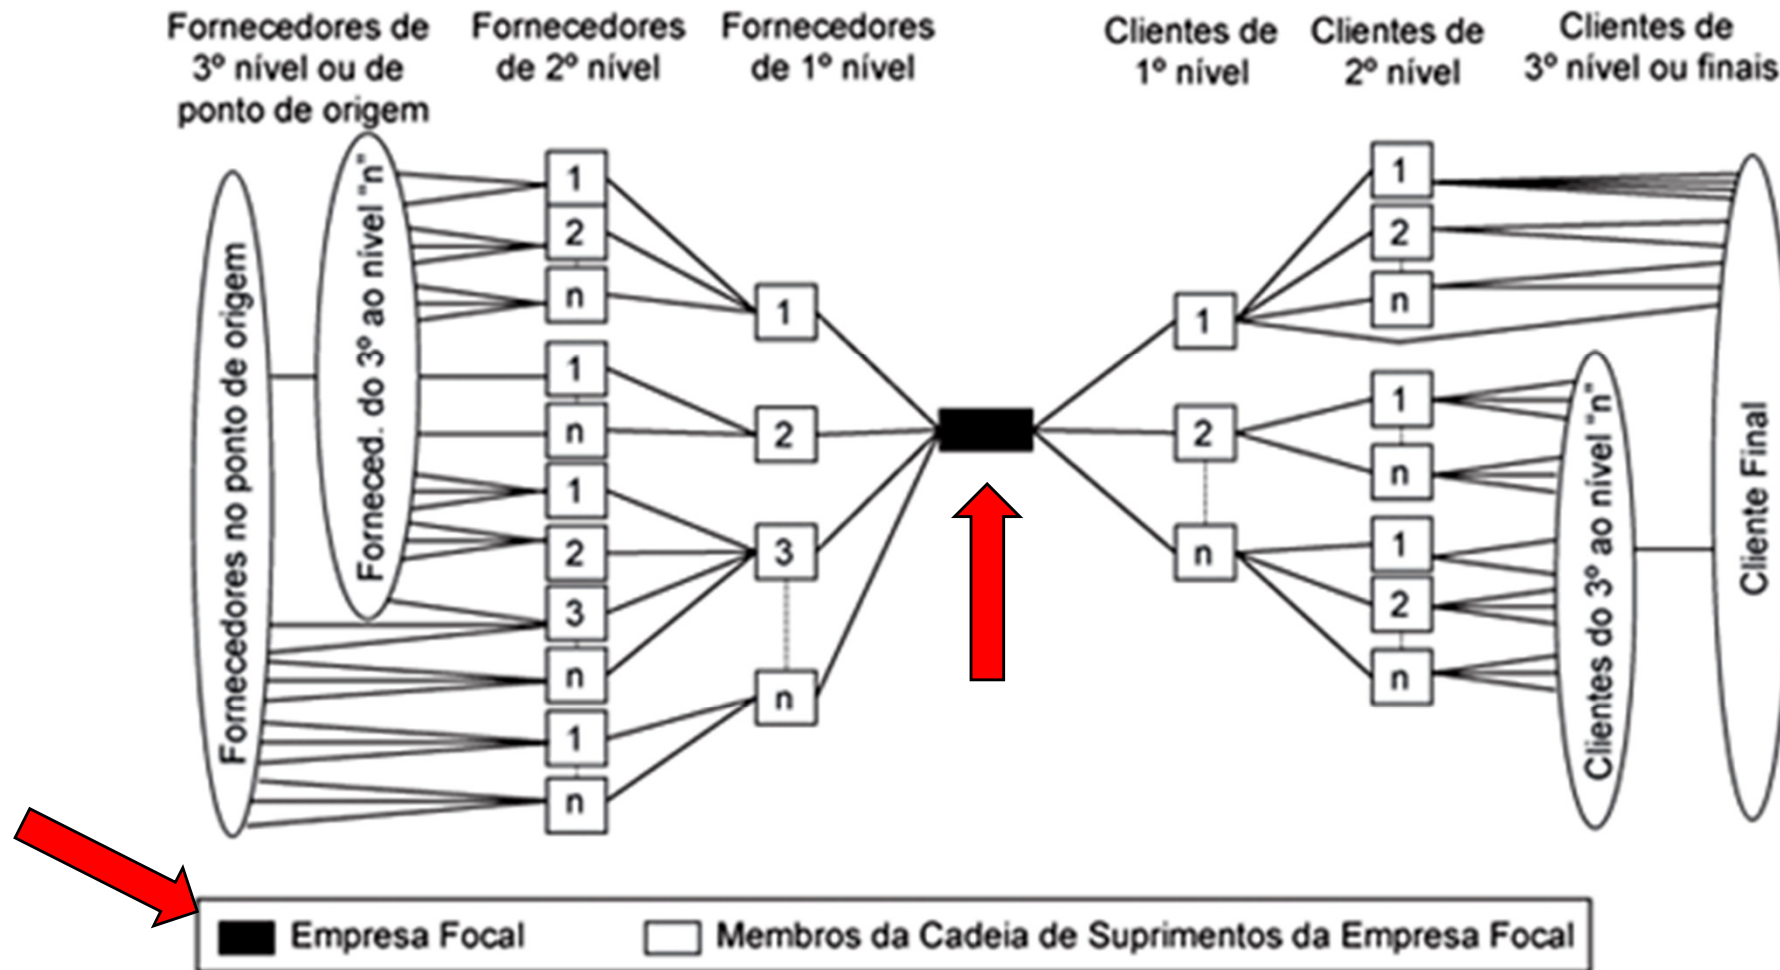 Fornecedores de
3º nível ou de
ponto de origem
Fornecedores
de 2º nível
Fornecedores
de 1º nível
Clientes de
1º nível
Clientes de
2º nível
Clientes de
3º nível ou finais
Fornecedores no ponto de origem
Forneced. do 3º ao nível "n"
1
2
n
1
n
1
2
3
n
1
n
1
2
3
n
1
2
n
1
2
n
1
n
1
2
n
Clientes do 3º ao nível "n"
Cliente Final
Empresa Focal
Membros da Cadeia de Suprimentos da Empresa Focal